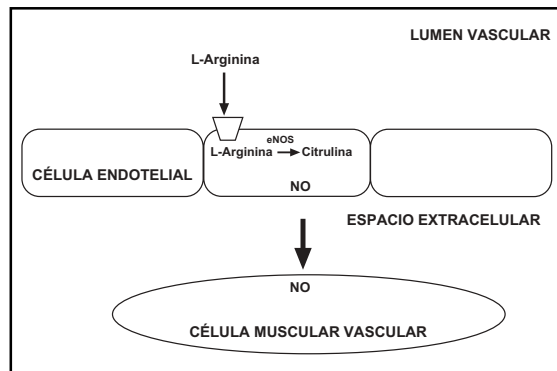 LUMEN VASCULAR
L-Arginina
eNOS
L-Arginina Citrulina
CÉLULA ENDOTELIAL
NO
ESPACIO EXTRACELULAR
NO
CÉLULA MUSCULAR VASCULAR